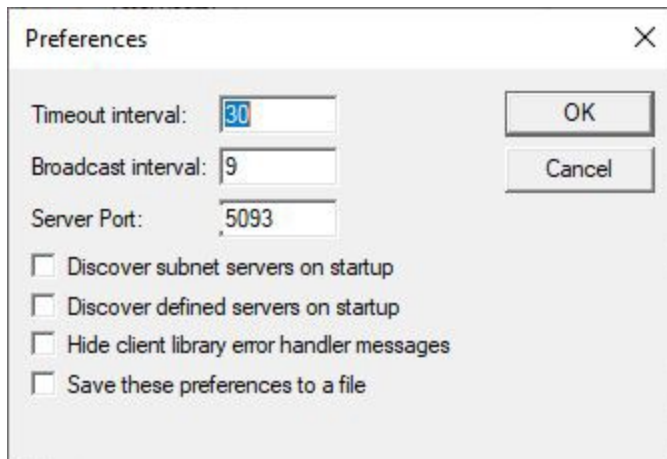 Preferences
Timeout interval: 30
OK
Broadcast interval: 9
Cancel
Server Port: 5093
Discover subnet servers on startup
Discover defined servers on startup
Hide client library error handler messages
Save these preferences to a file